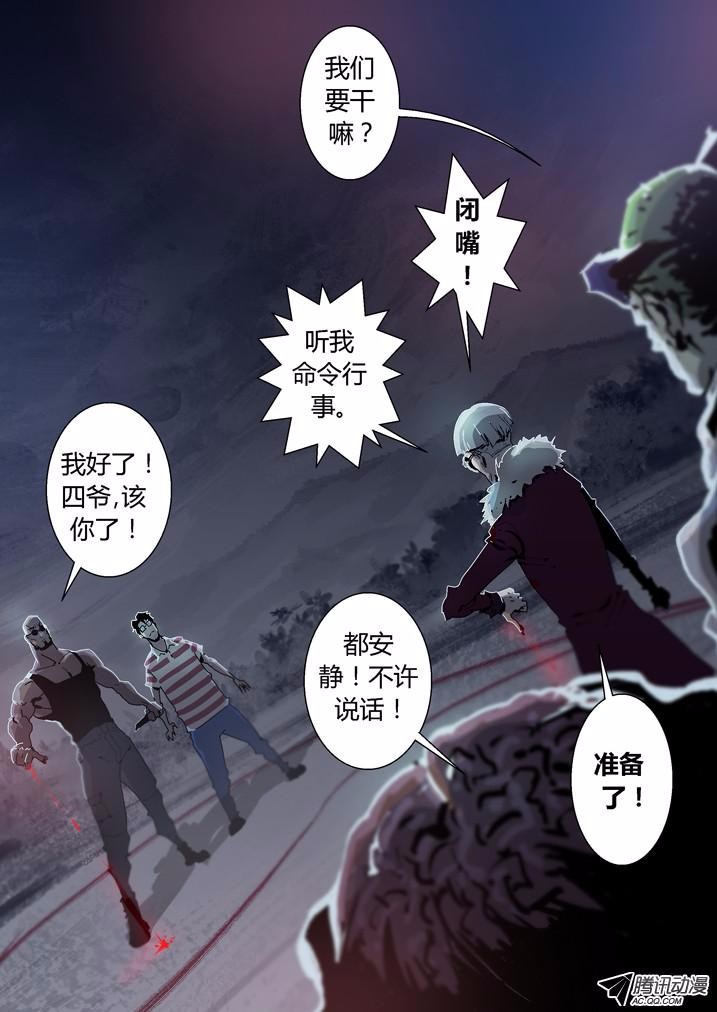 我们
要干
嘛？
闭
嘴！
听我
命令行
事。
我好了！
四爷,该
你了！
都安
静！不许
说话！
准备
了！
腾讯动漫
AC.QQ.COM